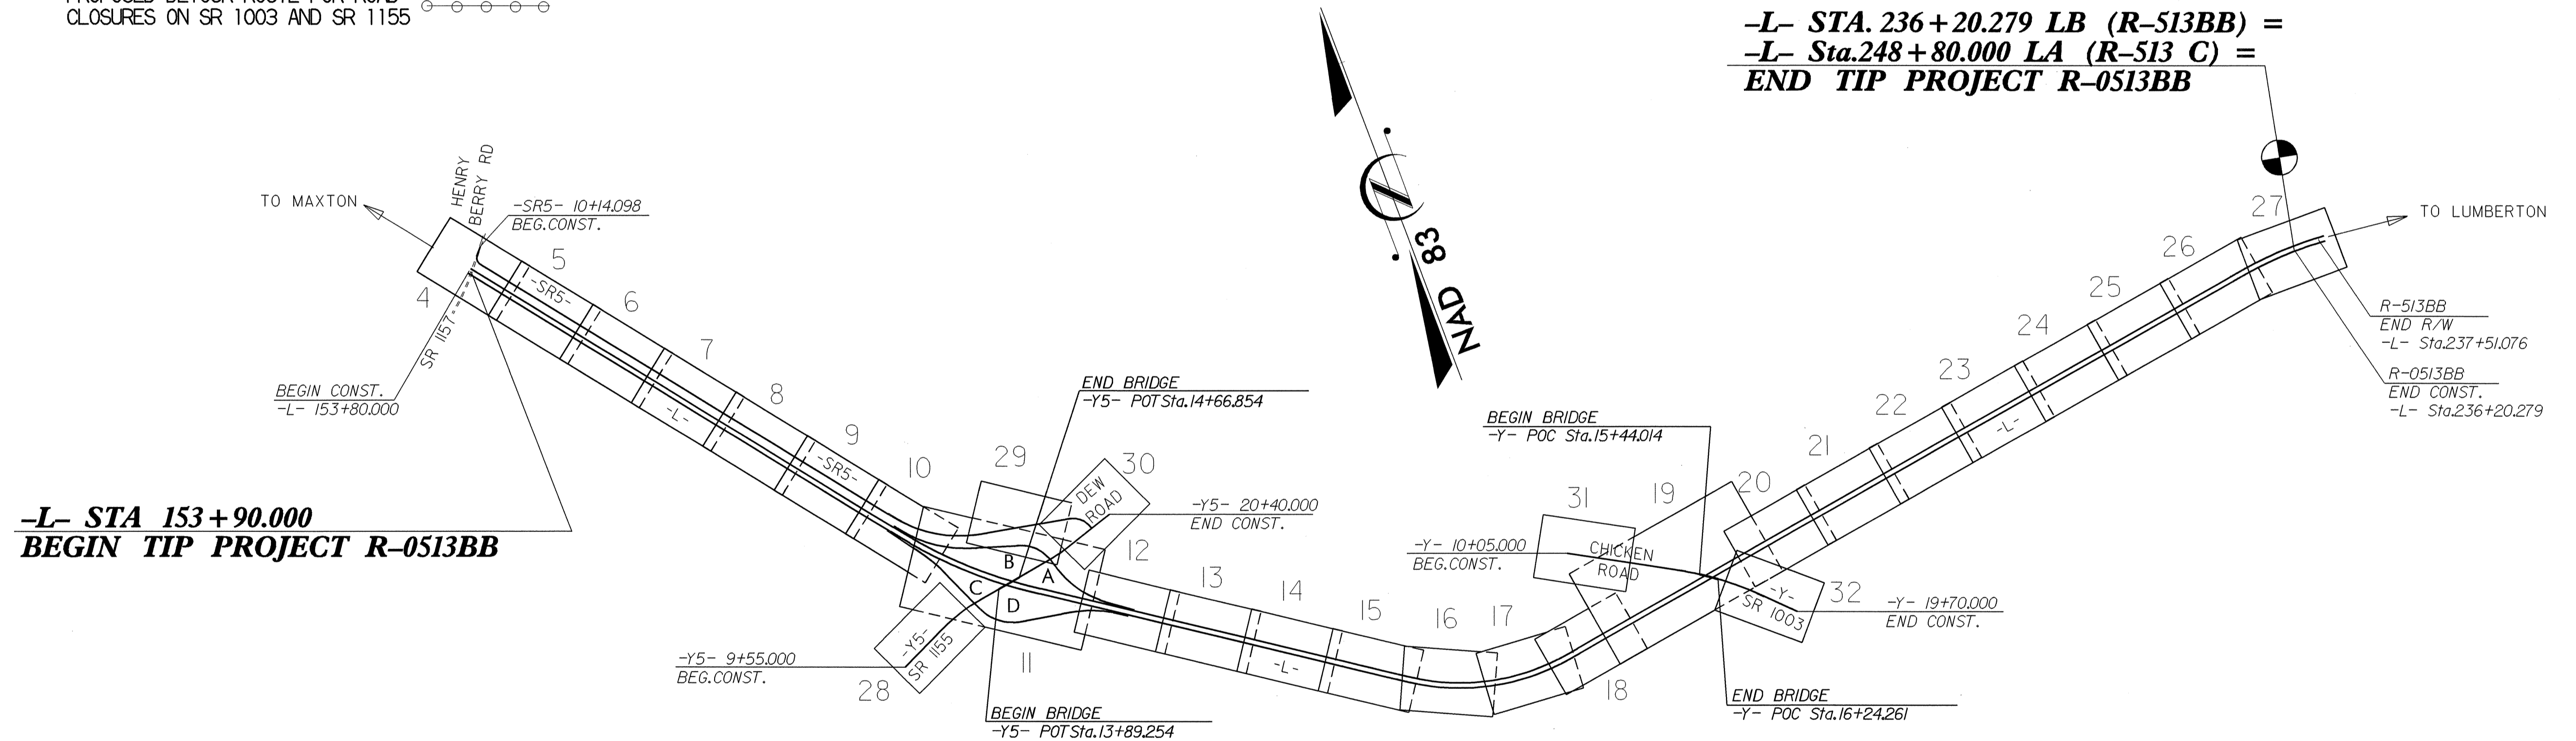 CLOSURES ON SR 1003 AND SR 1155
-L- STA. 236+20.279 LB (R-513BB) =
-L- Sta.248+80.000 LA (R-513 C) =
END TIP PROJECT R-0513BB
TO MAXTON
HENRY
BERRY RD
-SR5- 10+14.098
BEG.CONST.
NAD 83
27
TO LUMBERTON
26
25
24
23
22
21
20
19
4
5
-SR5-
6
7
8
9
10
SR 1157
-L-
-SR5-
BEGIN CONST.
-L- 153+80.000
R-513BB
END R/W
-L- Sta.237+51.076
R-0513BB
END CONST.
-L- Sta.236+20.279
-L-
END BRIDGE
-Y5- POTSta.14+66.854
BEGIN BRIDGE
-Y- POC Sta.15+44.014
29
30
DEW
ROAD
-Y5- 20+40.000
END CONST.
-L- STA 153+90.000
BEGIN TIP PROJECT R-0513BB
31
-Y- 10+05.000
BEG.CONST.
CHICKEN
ROAD
12
B
A
C
D
13
14
15
16
17
18
-L-
-Y-
SR 1003
32
-Y- 19+70.000
END CONST.
-Y5- 9+55.000
BEG.CONST.
-Y5-
SR 1155
28
11
BEGIN BRIDGE
-Y5- POTSta.13+89.254
END BRIDGE
-Y- POC Sta.16+24.261